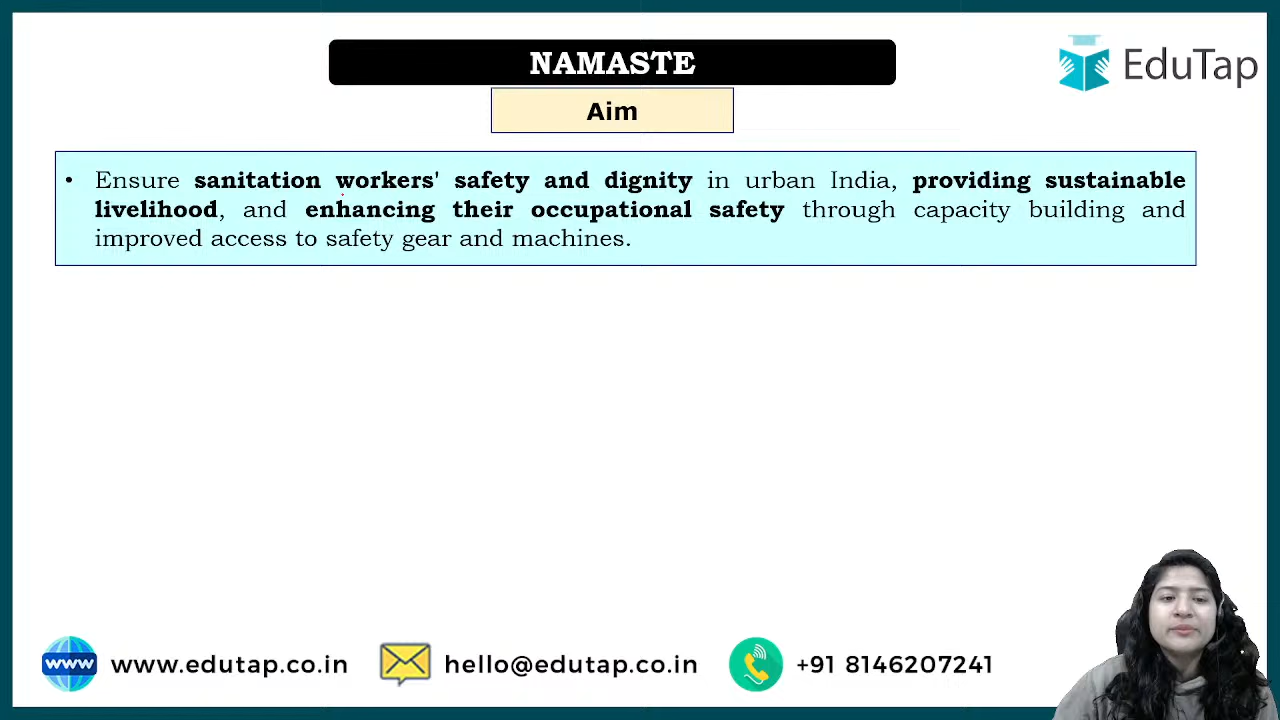 NAMASTE
EduTap
Aim
• Ensure sanitation workers' safety and dignity in urban India, providing sustainable
livelihood, and enhancing their occupational safety through capacity building and
improved access to safety gear and machines.
www www.edutap.co.in hello@edutap.co.in +91 8146207241